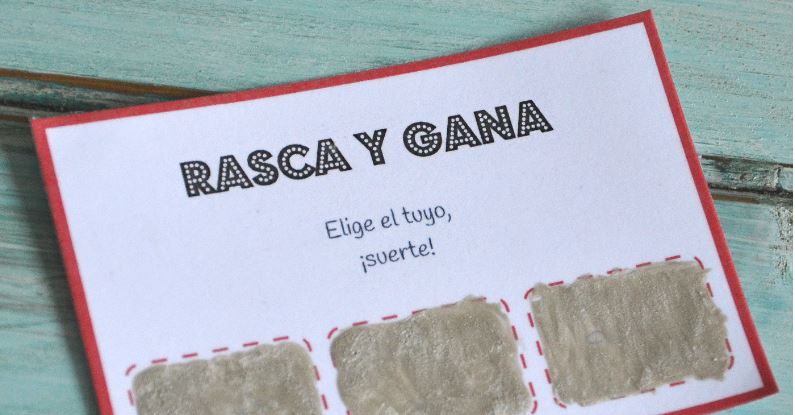 RASCA Y GANA
Elige el tuyo,
¡suerte!